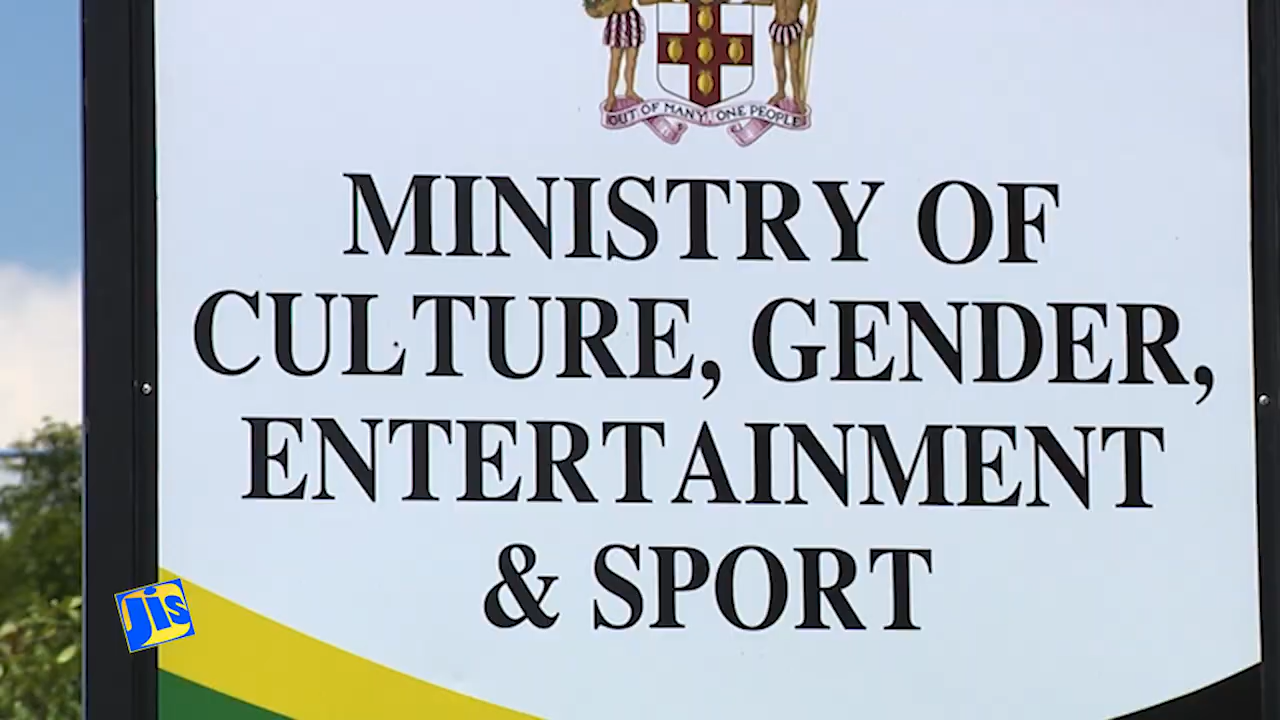 OUT OF MANY, ONE PEOPLE
MINISTRY OF
CULTURE, GENDER,
ENTERTAINMENT
& SPORT
jis